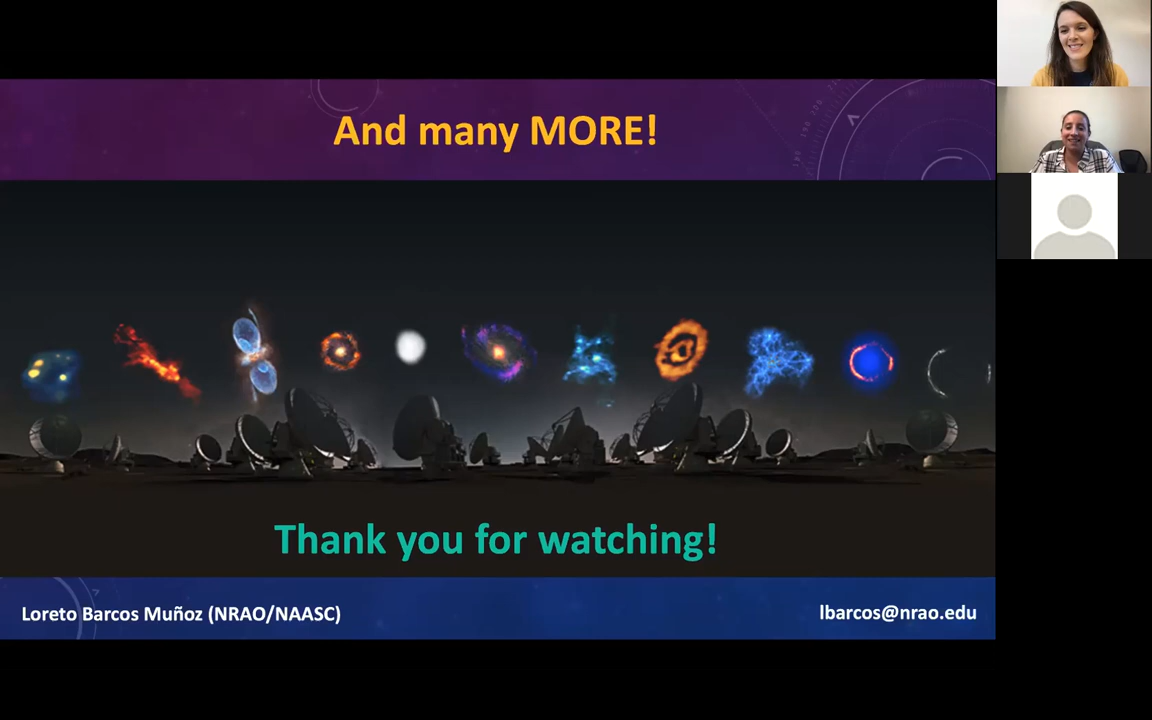 And many MORE!
Thank you for watching!
Loreto Barcos Muñoz (NRAO/NAASC)
lbarcos@nrao.edu